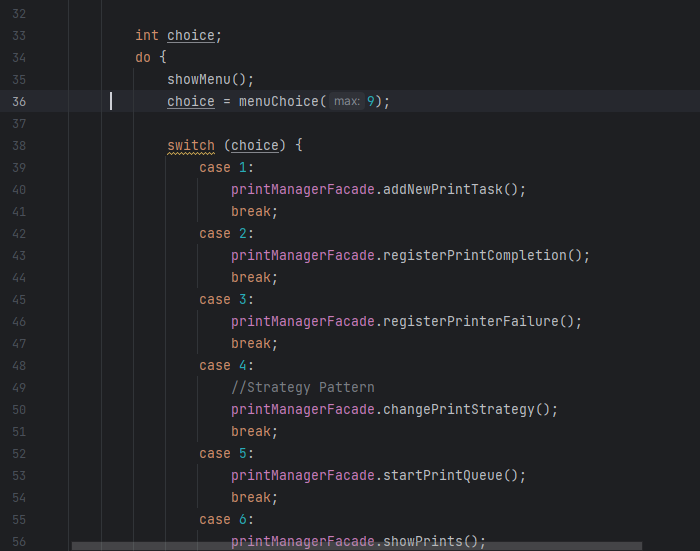 32
33 int choice;
34 do {
35 showMenu();
36 choice = menuChoice( max: 9);
37
38 switch (choice) {
39 case 1:
40 printManagerFacade.addNewPrintTask();
41 break;
42 case 2:
43 printManagerFacade.registerPrintCompletion();
44 break;
45 case 3:
46 printManagerFacade.registerPrinterFailure();
47 break;
48 case 4:
49 //Strategy Pattern
50 printManagerFacade.changePrintStrategy();
51 break;
52 case 5:
53 printManagerFacade.startPrintQueue();
54 break;
55 case 6:
56 printManagerFacade.showPrints();